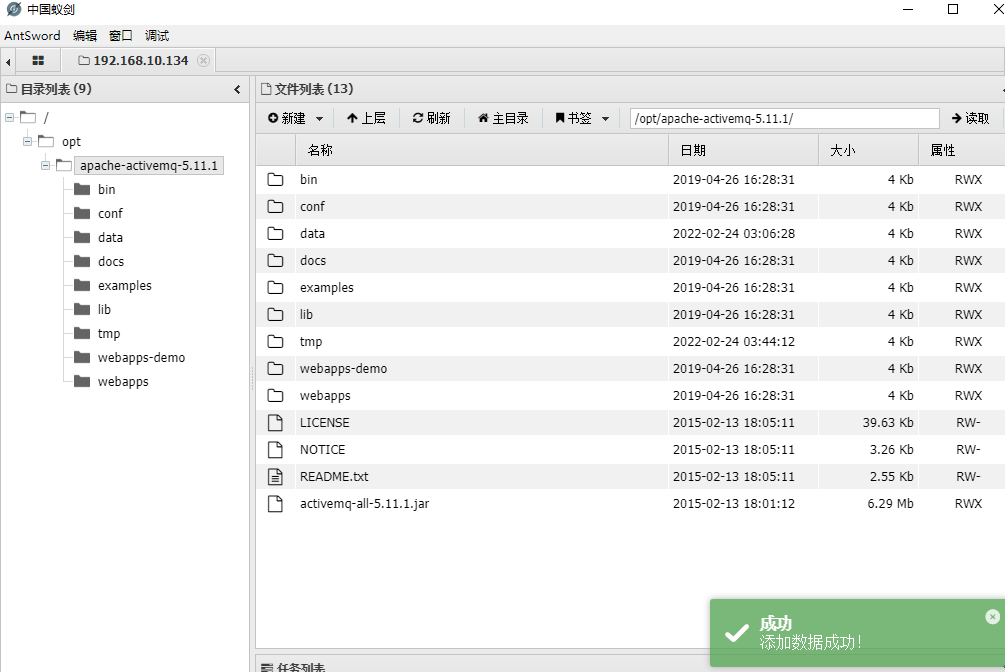 中国蚁剑
AntSword 编辑 窗口 调试
192.168.10.134
目录列表 (9)
/
opt
apache-activemq-5.11.1
bin
conf
data
docs
examples
lib
tmp
webapps-demo
webapps
文件列表 (13)
新建 上层 刷新 主目录 书签 /opt/apache-activemq-5.11.1/ 读取
名称 日期 大小 属性
bin 2019-04-26 16:28:31 4 Kb RWX
conf 2019-04-26 16:28:31 4 Kb RWX
data 2022-02-24 03:06:28 4 Kb RWX
docs 2019-04-26 16:28:31 4 Kb RWX
examples 2019-04-26 16:28:31 4 Kb RWX
lib 2019-04-26 16:28:31 4 Kb RWX
tmp 2022-02-24 03:44:12 4 Kb RWX
webapps-demo 2019-04-26 16:28:31 4 Kb RWX
webapps 2019-04-26 16:28:31 4 Kb RWX
LICENSE 2015-02-13 18:05:11 39.63 Kb RW-
NOTICE 2015-02-13 18:05:11 3.26 Kb RW-
README.txt 2015-02-13 18:05:11 2.55 Kb RW-
activemq-all-5.11.1.jar 2015-02-13 18:01:12 6.29 Mb RWX
成功
添加数据成功!
任务列表